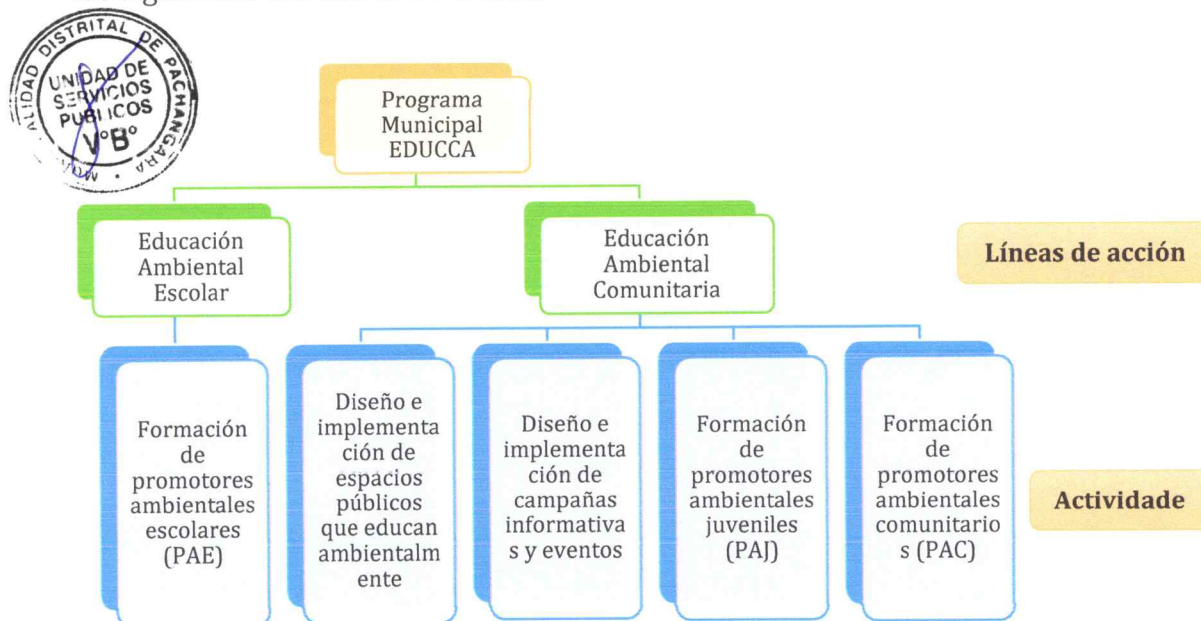 ALIDAD DISTRITAL DE PACHANGARA
UNIDAD DE
SERVICIOS
PUBLICOS
V°B°
Programa
Municipal
EDUCCA
Educación
Ambiental
Escolar
Educación
Ambiental
Comunitaria
Líneas de acción
Formación
de
promotores
ambientales
escolares
(PAE)
Diseño e
implementa
ción de
espacios
públicos
que educan
ambientalm
ente
Diseño e
implementa
ción de
campañas
informativa
s y eventos
Formación
de
promotores
ambientales
juveniles
(PAJ)
Formación
de
promotores
ambientales
comunitario
s (PAC)
Actividade